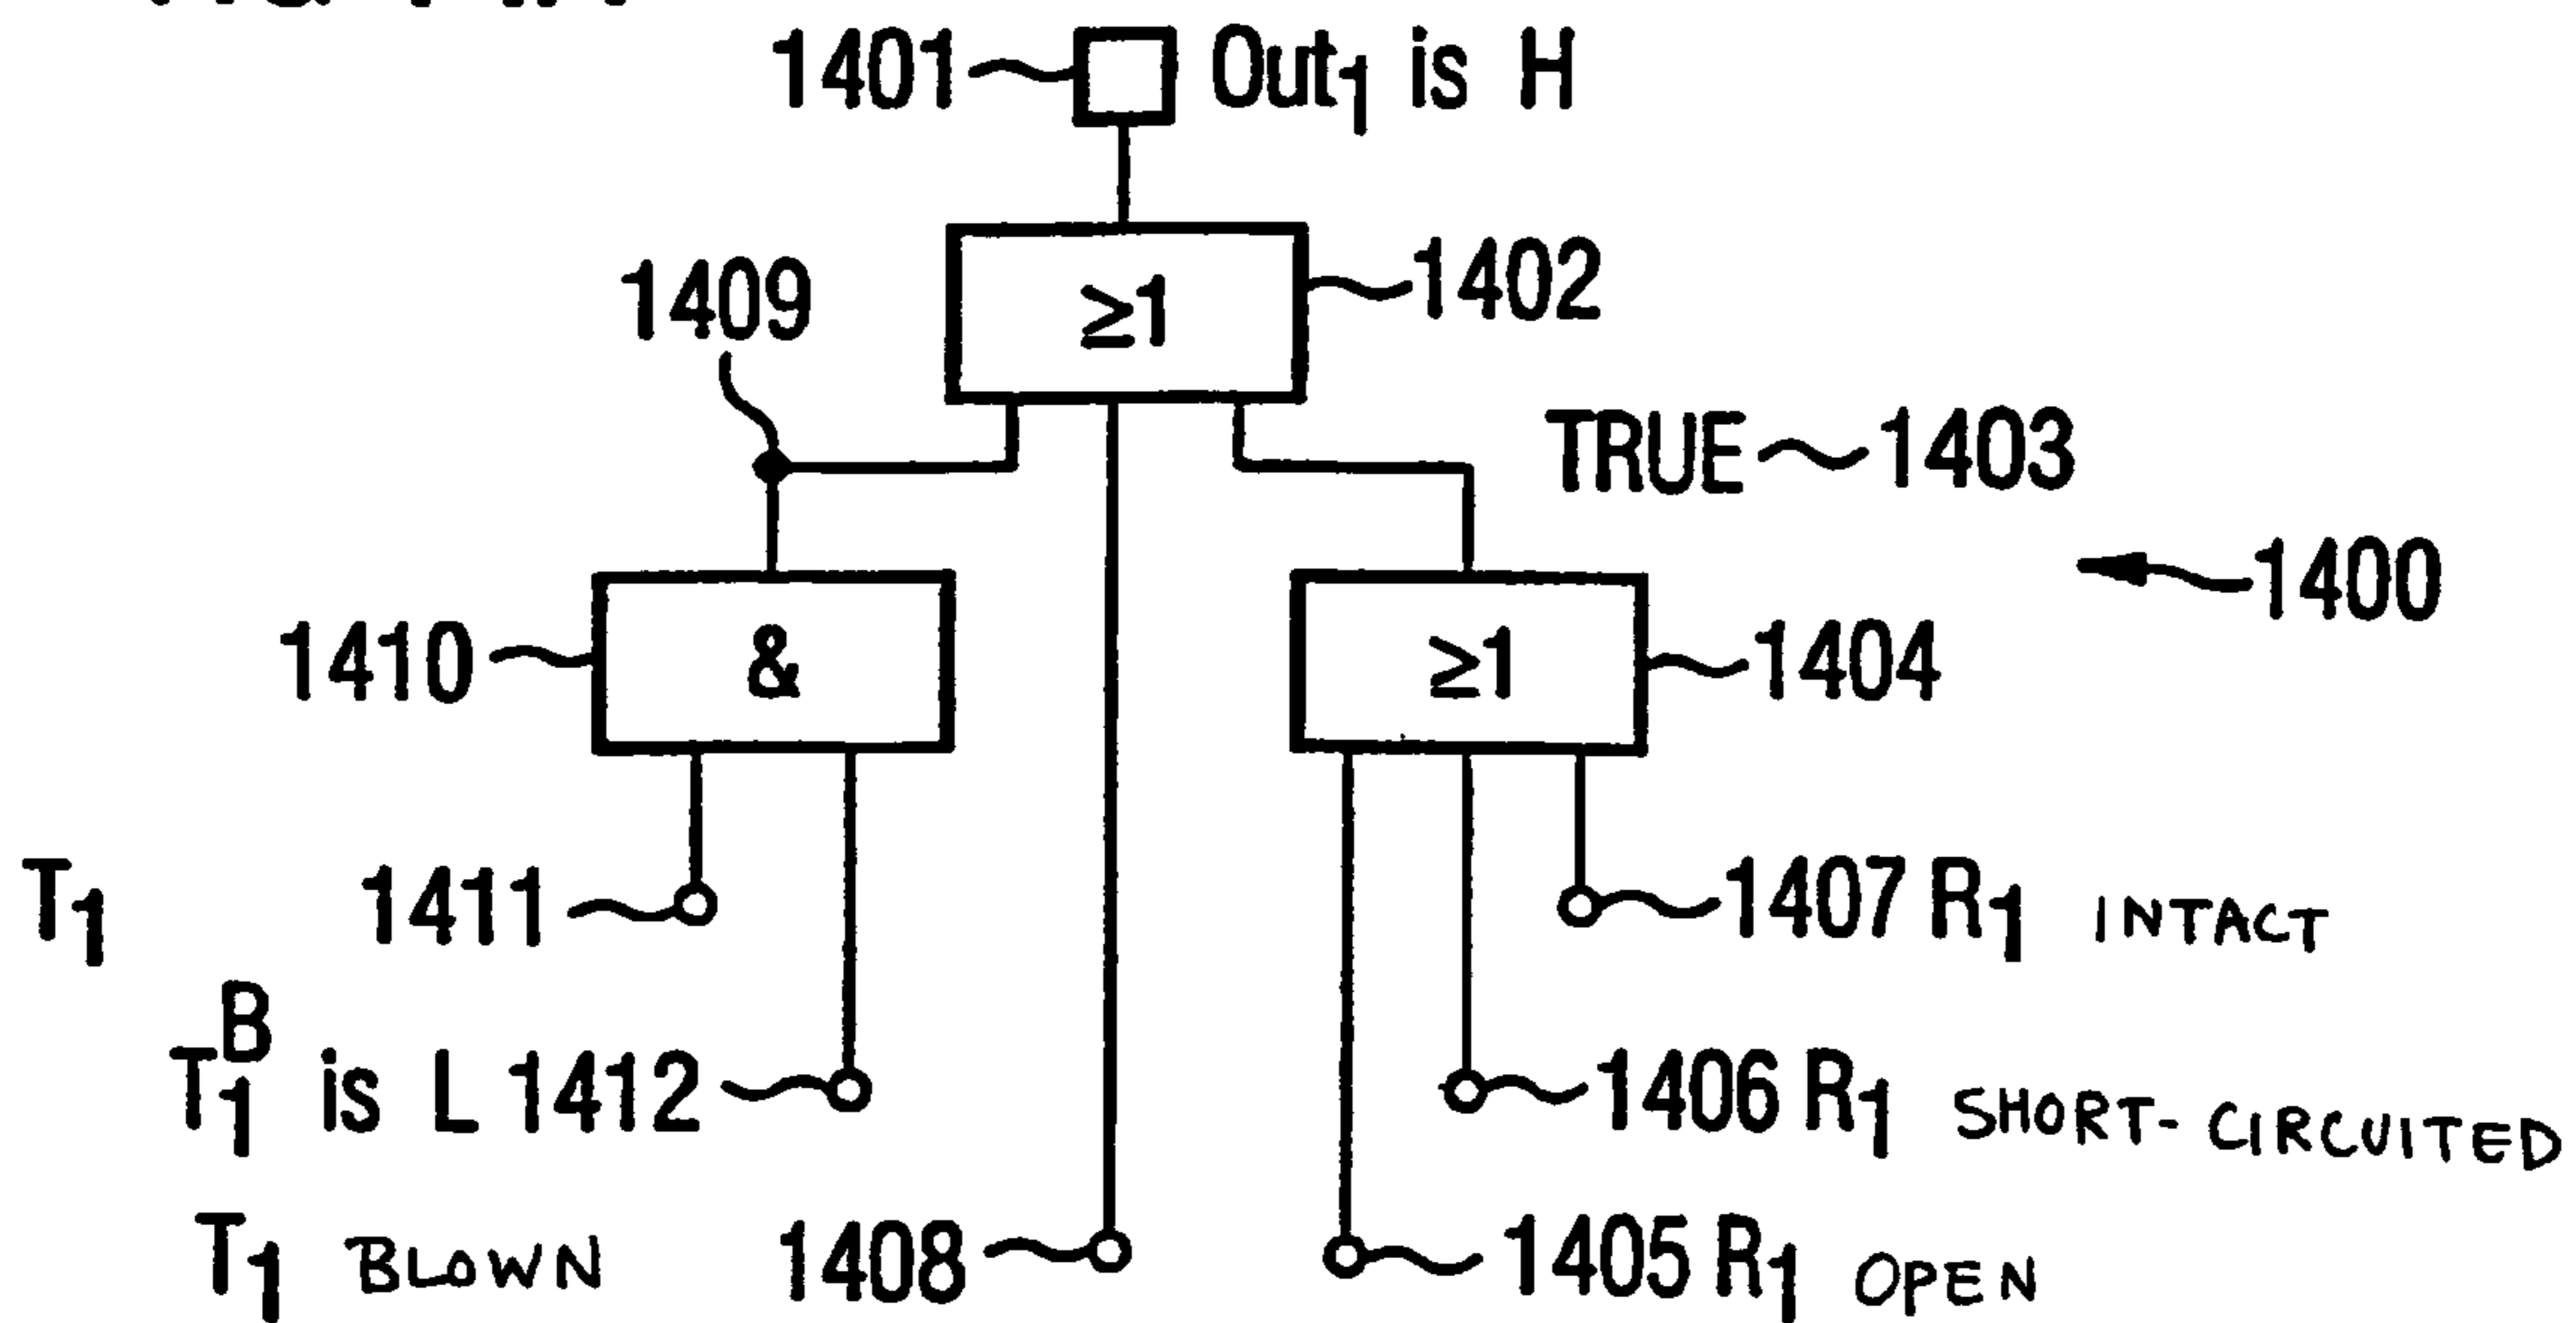 1401 Out1 is H
1409
≥1 1402
TRUE 1403
1400
1410 & ≥1 1404
T1 1411 1407 R1 INTACT
T1B is L 1412 1406 R1 SHORT-CIRCUITED
T1 BLOWN 1408 1405 R1 OPEN